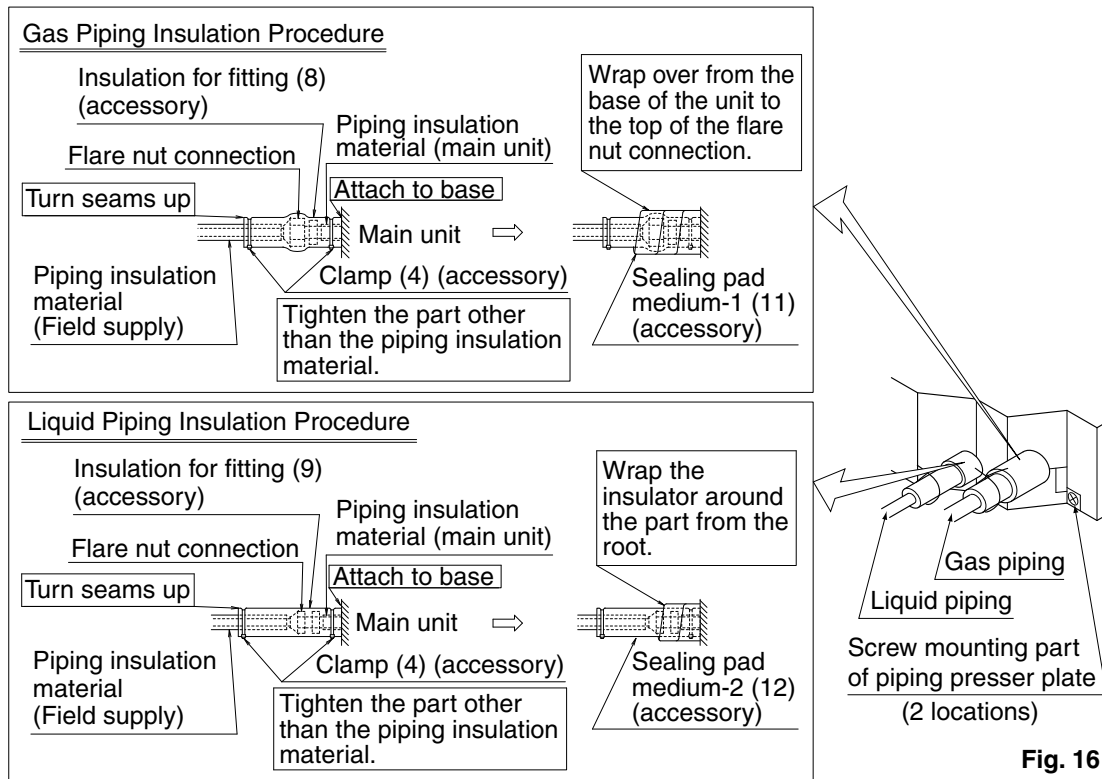 Gas Piping Insulation Procedure
Insulation for fitting (8)
(accessory)
Flare nut connection
Turn seams up
Piping insulation
material (main unit)
Attach to base
Main unit
Piping insulation
material
(Field supply)
Clamp (4) (accessory)
Tighten the part other
than the piping insulation
material.
Wrap over from the
base of the unit to
the top of the flare
nut connection.
Sealing pad
medium-1 (11)
(accessory)
Liquid Piping Insulation Procedure
Insulation for fitting (9)
(accessory)
Flare nut connection
Turn seams up
Piping insulation
material (main unit)
Attach to base
Main unit
Piping insulation
material
(Field supply)
Clamp (4) (accessory)
Tighten the part other
than the piping insulation
material.
Wrap the
insulator around
the part from the
root.
Sealing pad
medium-2 (12)
(accessory)
Gas piping
Liquid piping
Screw mounting part
of piping presser plate
(2 locations)
Fig. 16